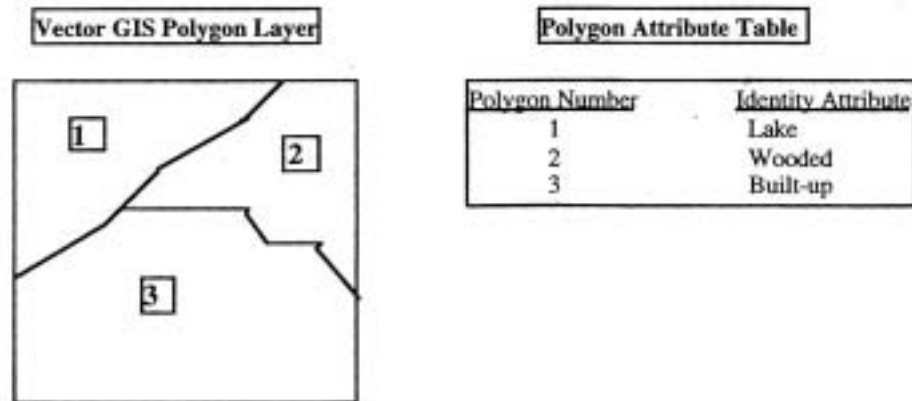 Vector GIS Polygon Layer
1
2
3
Polygon Attribute Table
Polygon Number Identity Attribute
1 Lake
2 Wooded
3 Built-up